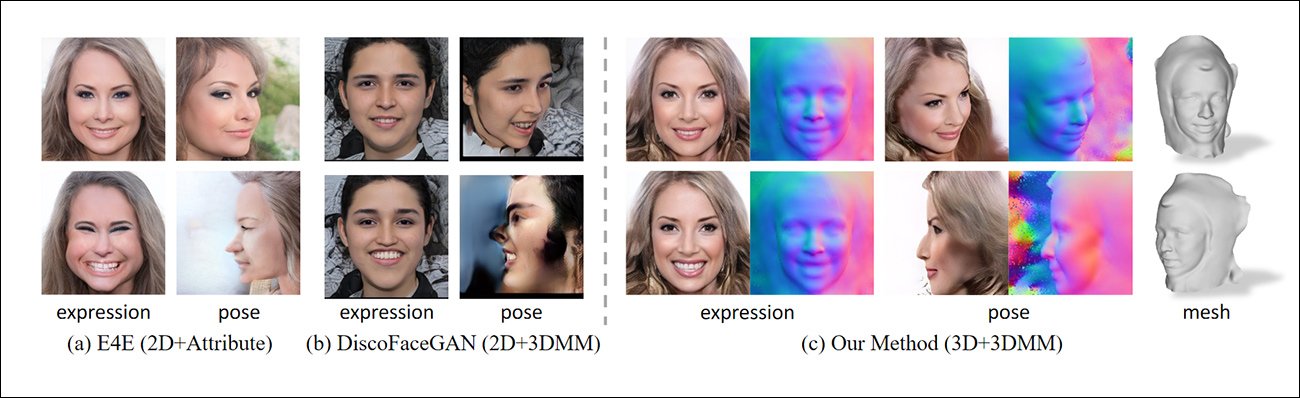 expression pose expression pose expression pose mesh
(a) E4E (2D+Attribute) (b) DiscoFaceGAN (2D+3DMM) (c) Our Method (3D+3DMM)